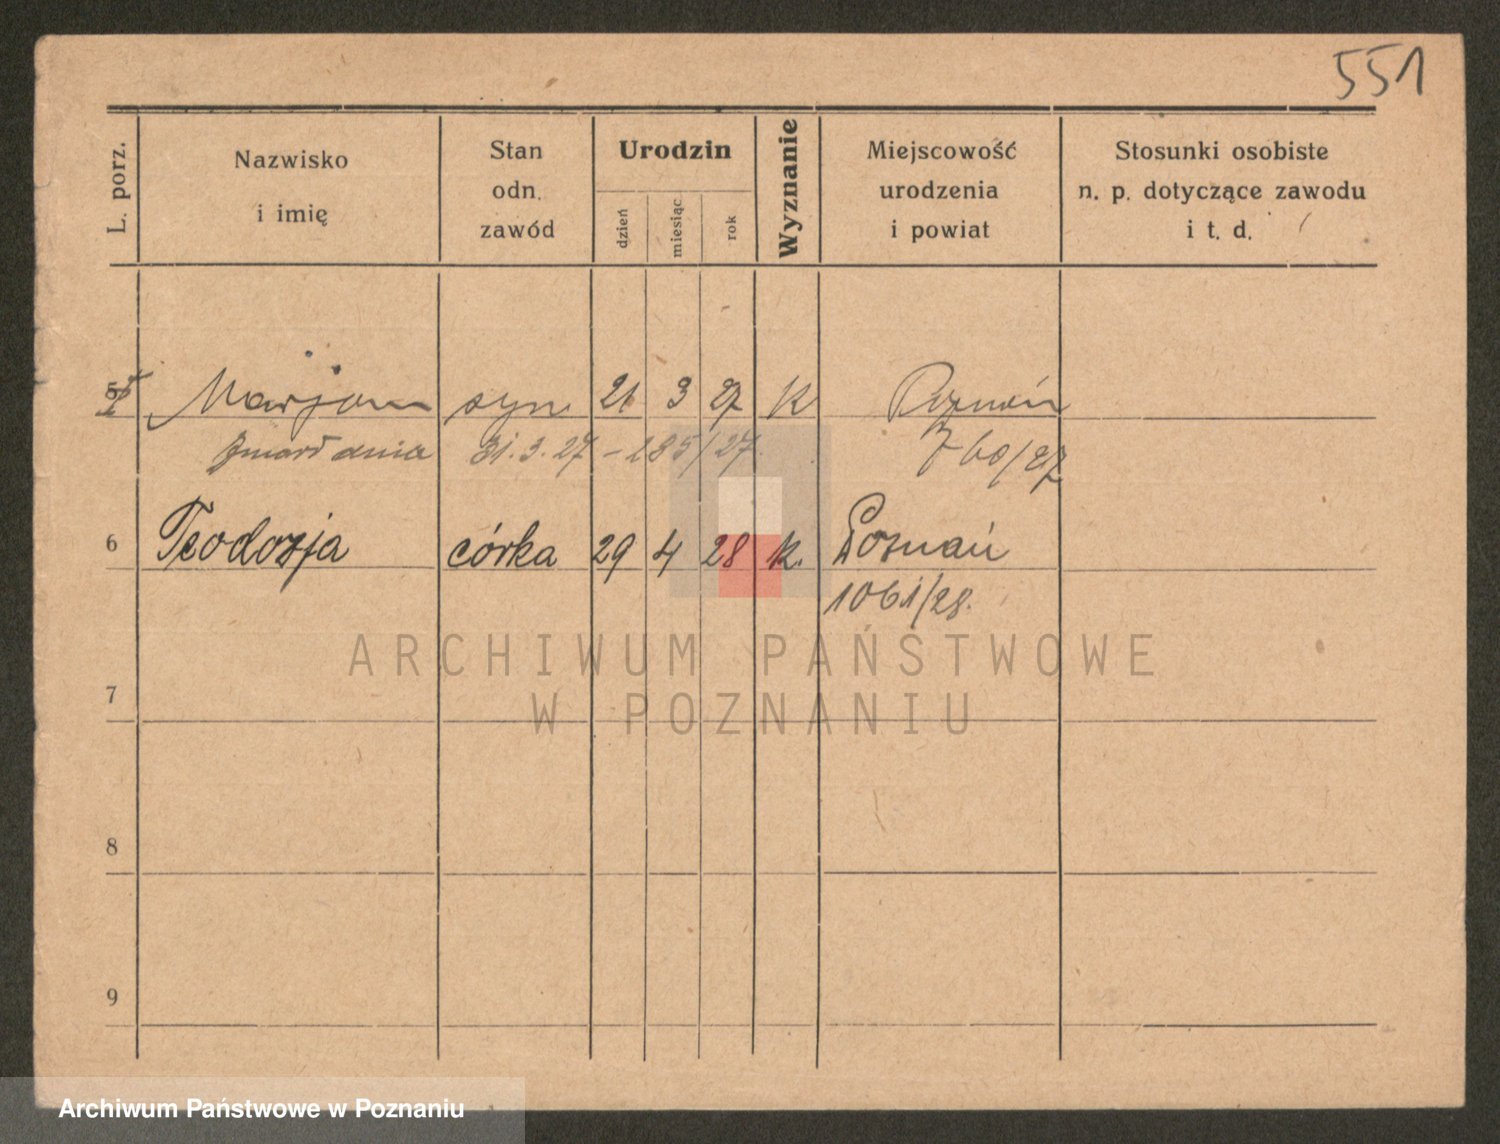 551
L. porz.
Nazwisko
i imię
Stan
odn.
zawód
Urodzin
dzień
miesiąc
rok
Wyznanie
Miejscowość
urodzenia
i powiat
Stosunki osobiste
n. p. dotyczące zawodu
i t. d.
5 Marjan syn 21 3 27 k Poznań
zmarł dnia 31.3.27 - 185/27 760/27
6 Teodozja córka 29 4 28 k. Poznań
1061/28.
ARCHIWUM PAŃSTWOWE
W POZNANIU
7
8
9
Archiwum Państwowe w Poznaniu